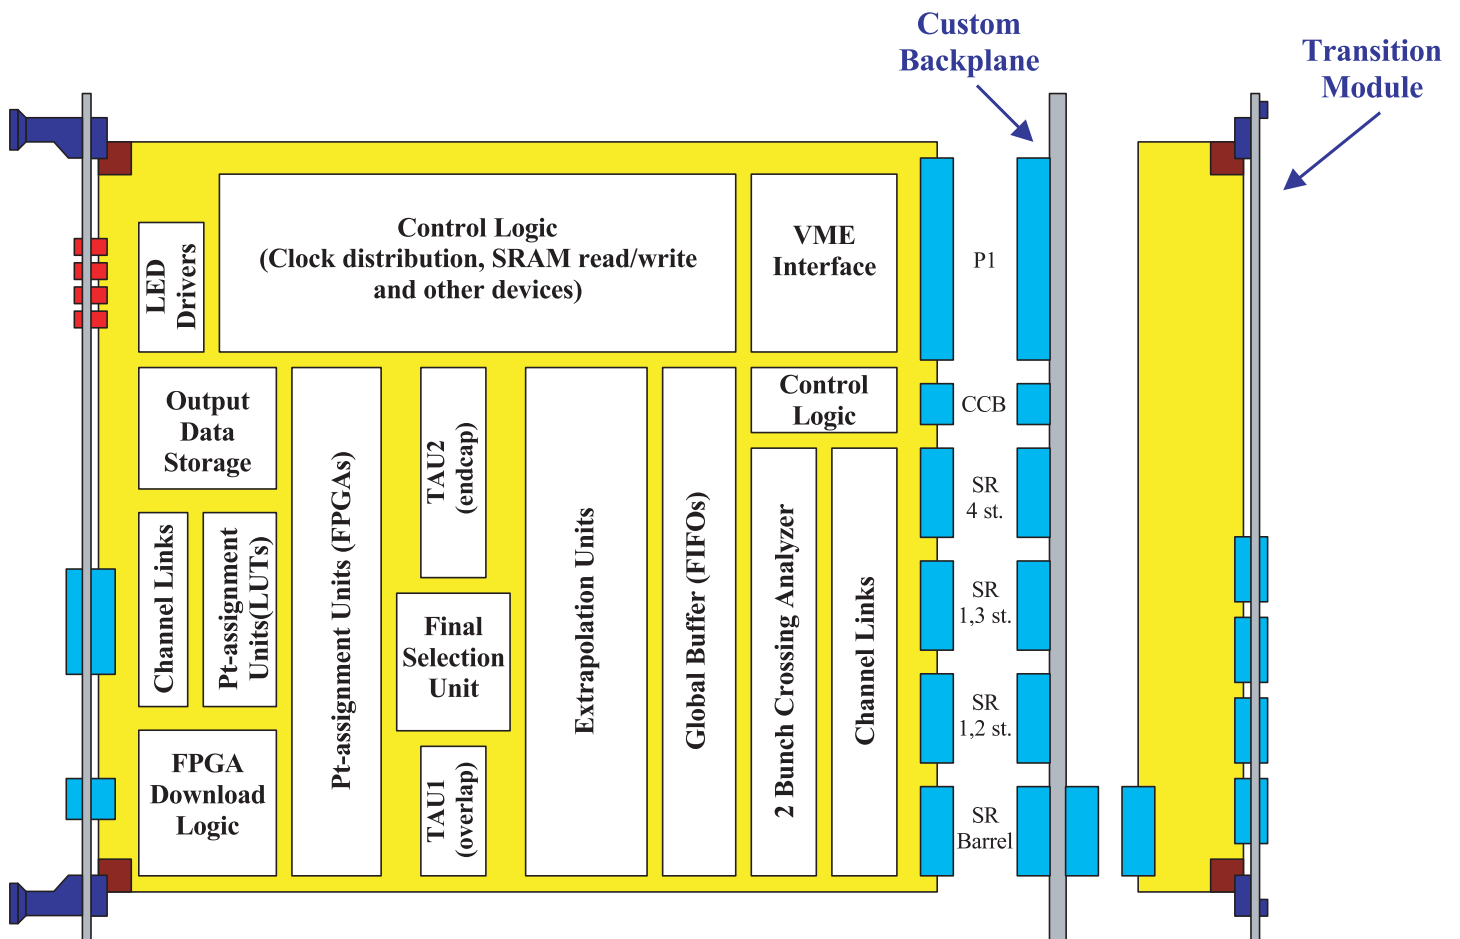 Custom
Backplane
Transition
Module
Control Logic
(Clock distribution, SRAM read/write
and other devices)
VME
Interface
P1
LED
Drivers
Output
Data
Storage
Control
Logic
CCB
TAU2
(endcap)
SR
4 st.
Channel Links
Pt-assignment
Units(LUTs)
Pt-assignment Units (FPGAs)
Final
Selection
Unit
Extrapolation Units
Global Buffer (FIFOs)
2 Bunch Crossing Analyzer
Channel Links
SR
1,3 st.
SR
1,2 st.
FPGA
Download
Logic
TAU1
(overlap)
SR
Barrel